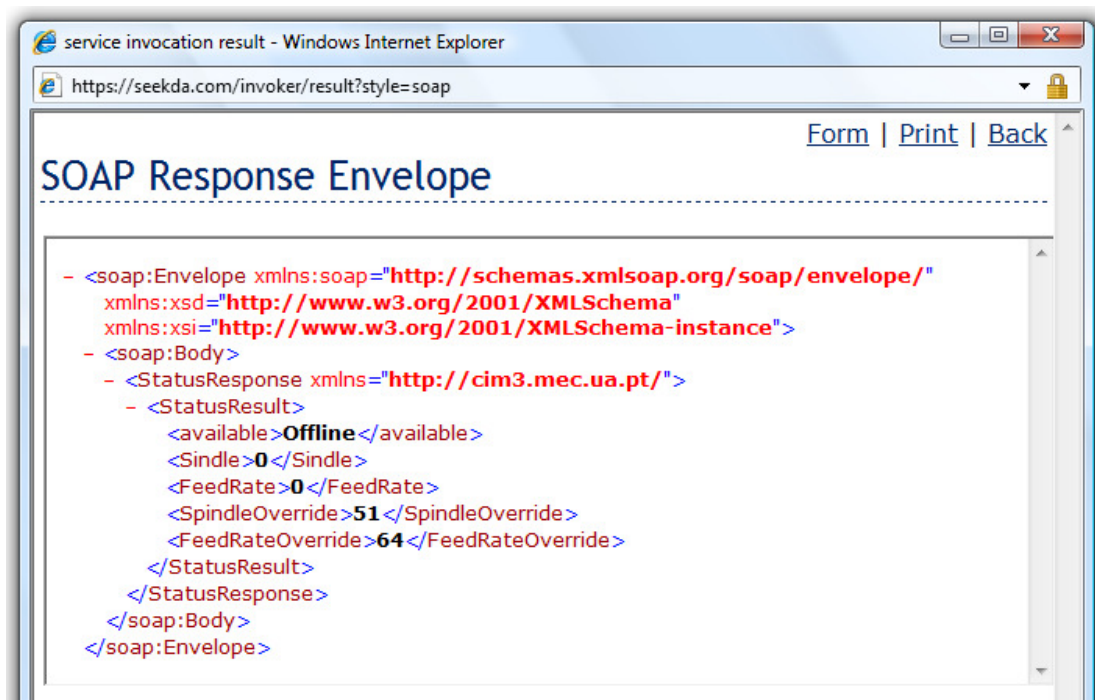 service invocation result - Windows Internet Explorer
https://seekda.com/invoker/result?style=soap
Form | Print | Back
SOAP Response Envelope
- <soap:Envelope xmlns:soap="http://schemas.xmlsoap.org/soap/envelope/"
xmlns:xsd="http://www.w3.org/2001/XMLSchema"
xmlns:xsi="http://www.w3.org/2001/XMLSchema-instance">
- <soap:Body>
- <StatusResponse xmlns="http://cim3.mec.ua.pt/">
- <StatusResult>
<available>Offline</available>
<Sindle>0</Sindle>
<FeedRate>0</FeedRate>
<SpindleOverride>51</SpindleOverride>
<FeedRateOverride>64</FeedRateOverride>
</StatusResult>
</StatusResponse>
</soap:Body>
</soap:Envelope>